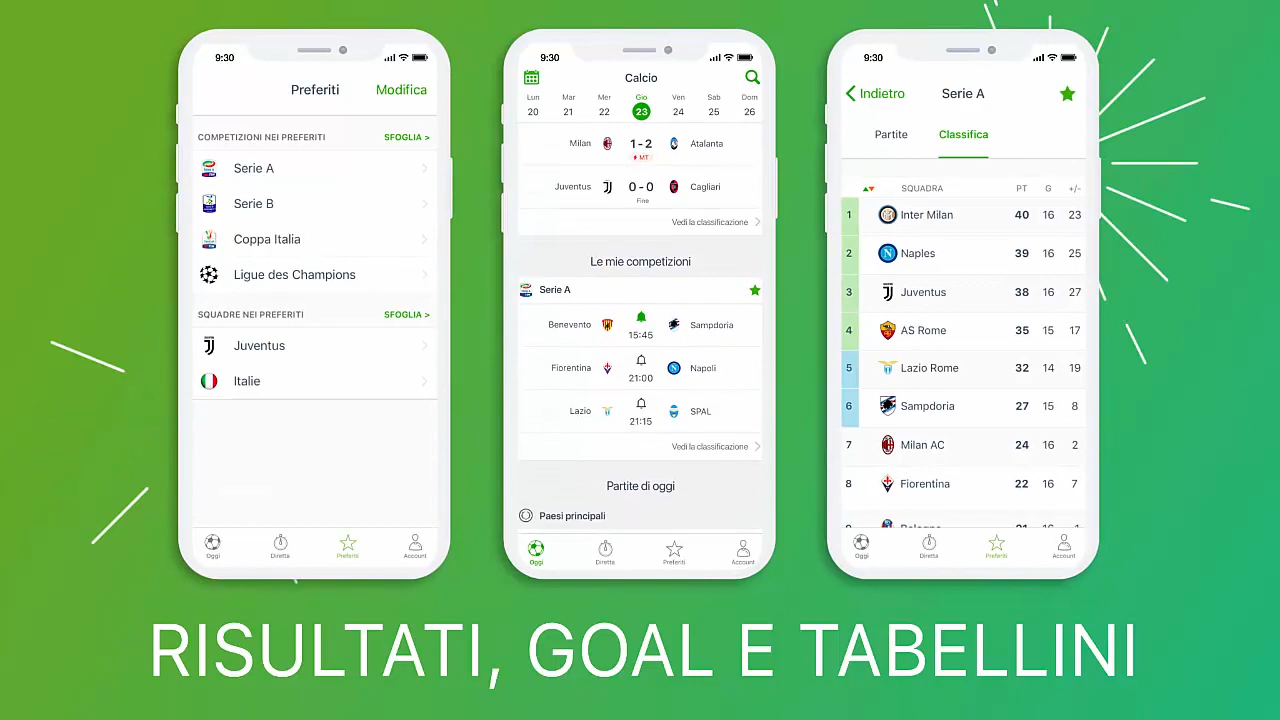 9:30
Preferiti Modifica
COMPETIZIONI NEI PREFERITI SFOGLIA >
Serie A
Serie B
Coppa Italia
Ligue des Champions
SQUADRE NEI PREFERITI SFOGLIA >
Juventus
Italie
Oggi Diretta Preferiti Account
9:30
Calcio
Lun Mar Mer Gio Ven Sab Dom
20 21 22 23 24 25 26
Milan 1 - 2 Atalanta
MT
Juventus 0 - 0 Cagliari
Fine
Vedi la classificazione
Le mie competizioni
Serie A
Benevento 15:45 Sampdoria
Fiorentina 21:00 Napoli
Lazio 21:15 SPAL
Vedi la classificazione
Partite di oggi
Paesi principali
Oggi Diretta Preferiti Account
9:30
Indietro Serie A
Partite Classifica
SQUADRA PT G +/-
1 Inter Milan 40 16 23
2 Naples 39 16 25
3 Juventus 38 16 27
4 AS Rome 35 15 17
5 Lazio Rome 32 14 19
6 Sampdoria 27 15 8
7 Milan AC 24 16 2
8 Fiorentina 22 16 7
9 Bologna 21 16 -1
Oggi Diretta Preferiti Account
RISULTATI, GOAL E TABELLINI